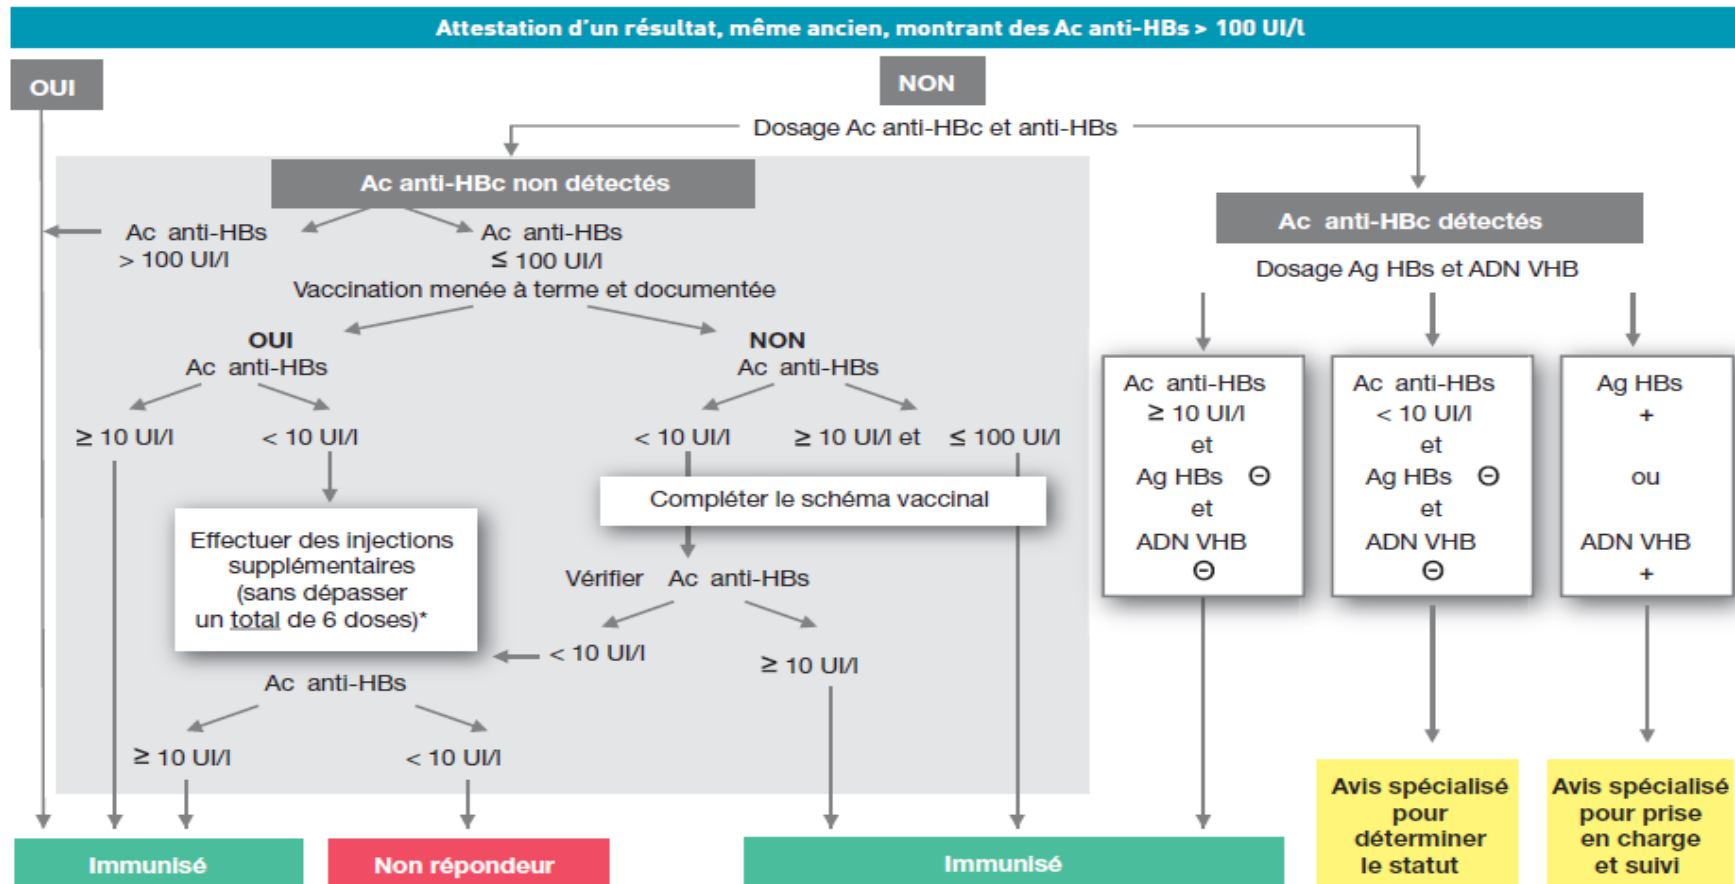 Attestation d'un résultat, même ancien, montrant des Ac anti-HBs > 100 UI/l
OUI
NON
Dosage Ac anti-HBc et anti-HBs
Ac anti-HBc non détectés
Ac anti-HBs
> 100 UI/l
Ac anti-HBs
≤ 100 UI/l
Vaccination menée à terme et documentée
OUI
Ac anti-HBs
NON
Ac anti-HBs
≥ 10 UI/l
< 10 UI/l
< 10 UI/l
≥ 10 UI/l et ≤ 100 UI/l
Effectuer des injections
supplémentaires
(sans dépasser
un total de 6 doses)*
Compléter le schéma vaccinal
Vérifier Ac anti-HBs
< 10 UI/l
≥ 10 UI/l
Ac anti-HBs
≥ 10 UI/l
< 10 UI/l
Ac anti-HBc détectés
Dosage Ag HBs et ADN VHB
Ac anti-HBs
≥ 10 UI/l
et
Ag HBs ⊖
et
ADN VHB
⊖
Ac anti-HBs
< 10 UI/l
et
Ag HBs ⊖
et
ADN VHB
⊖
Ag HBs
+
ou
ADN VHB
+
Immunisé
Non répondeur
Immunisé
Avis spécialisé
pour
déterminer
le statut
Avis spécialisé
pour prise
en charge
et suivi